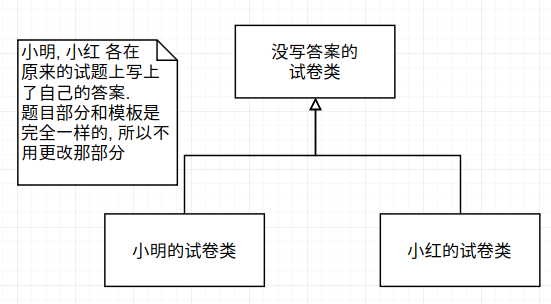 小明, 小红 各在
原来的试题上写上
了自己的答案.
题目部分和模板是
完全一样的, 所以不
用更改那部分
没写答案的
试卷类
小明的试卷类
小红的试卷类